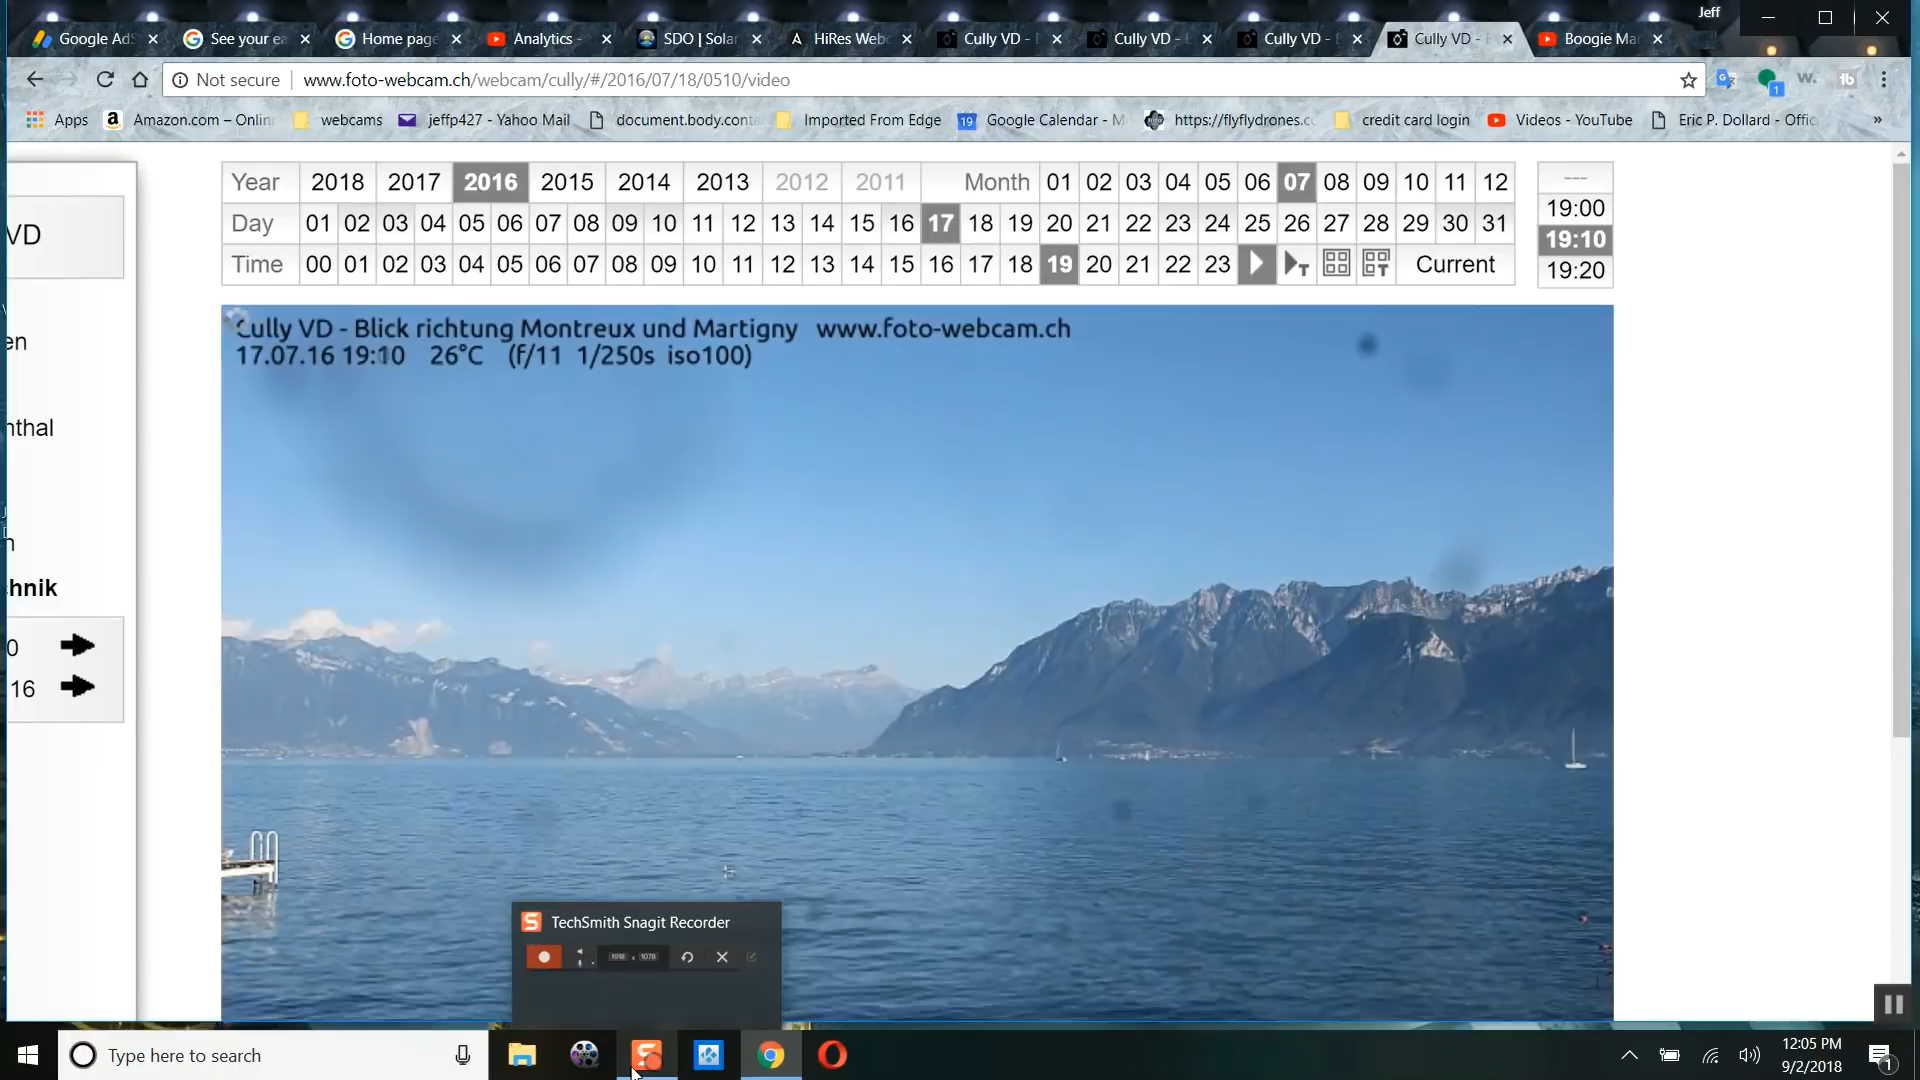 Jeff
Google AdS
See your ea
Home page
Analytics -
SDO | Solar
HiRes Web
Cully VD -
Cully VD -
Cully VD -
Cully VD -
Boogie Ma
Not secure
www.foto-webcam.ch/webcam/cully/#/2016/07/18/0510/video
Apps
Amazon.com – Onlin
webcams
jeffp427 - Yahoo Mail
document.body.conte
Imported From Edge
Google Calendar - M
https://flyflydrones.c
credit card login
Videos - YouTube
Eric P. Dollard - Offic
»
Year 2018 2017 2016 2015 2014 2013 2012 2011 Month 01 02 03 04 05 06 07 08 09 10 11 12
Day 01 02 03 04 05 06 07 08 09 10 11 12 13 14 15 16 17 18 19 20 21 22 23 24 25 26 27 28 29 30 31
Time 00 01 02 03 04 05 06 07 08 09 10 11 12 13 14 15 16 17 18 19 20 21 22 23 T T Current
---
19:00
19:10
19:20
VD
en
nthal
n
hnik
0
16
Cully VD - Blick richtung Montreux und Martigny www.foto-webcam.ch
17.07.16 19:10 26°C (f/11 1/250s iso100)
TechSmith Snagit Recorder
1918 x 1078
Type here to search
12:05 PM
9/2/2018
1